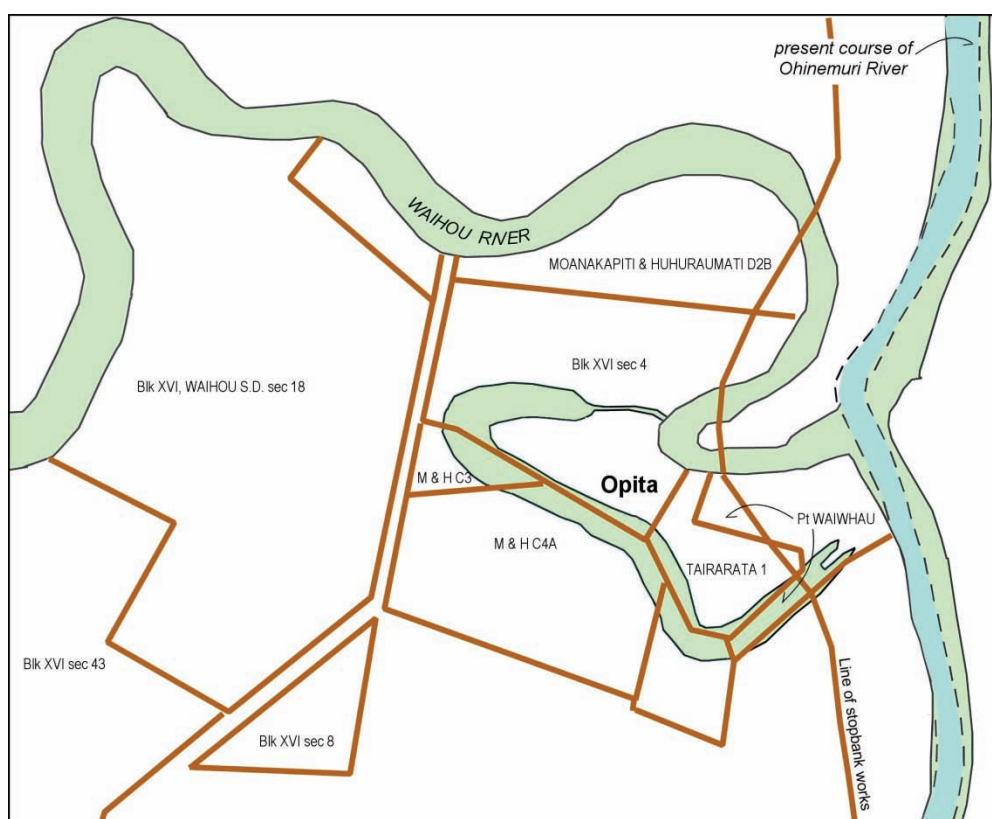 present course of
Ohinemuri River
WAIHOU RIVER
MOANAKAPITI & HUHURAUMATI D2B
Blk XVI sec 4
Blk XVI, WAIHOU S.D. sec 18
M & H C3
Opita
Pt WAIWHAU
M & H C4A
TAIRARATA 1
Blk XVI sec 43
Line of stopbank works
Blk XVI sec 8